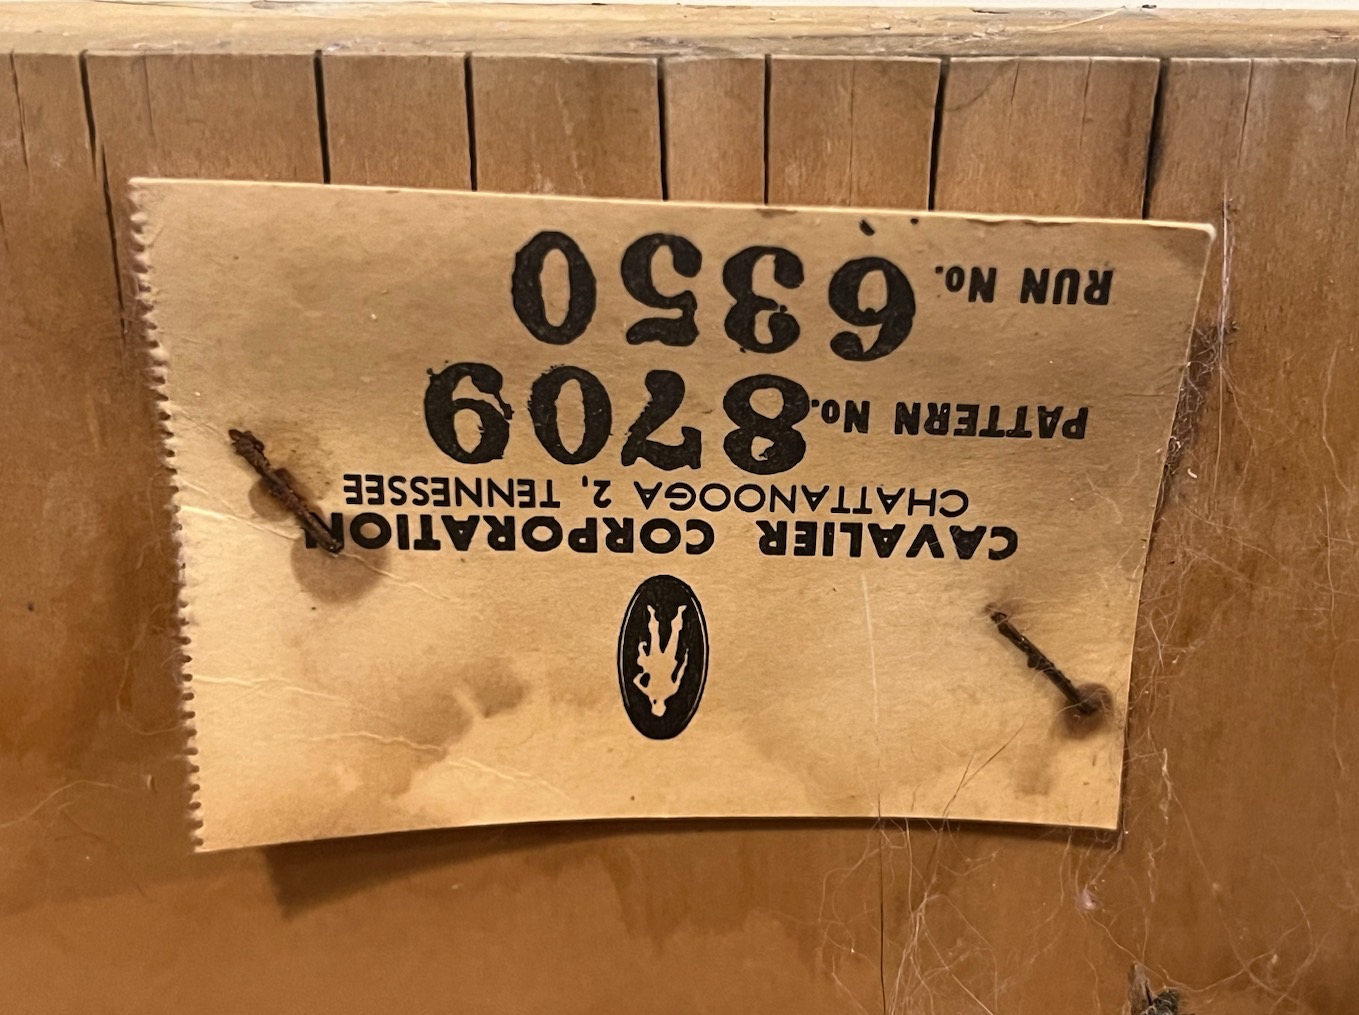 CAVALIER CORPORATION
CHATTANOOGA 2, TENNESSEE
PATTERN No. 8709
RUN No. 6350